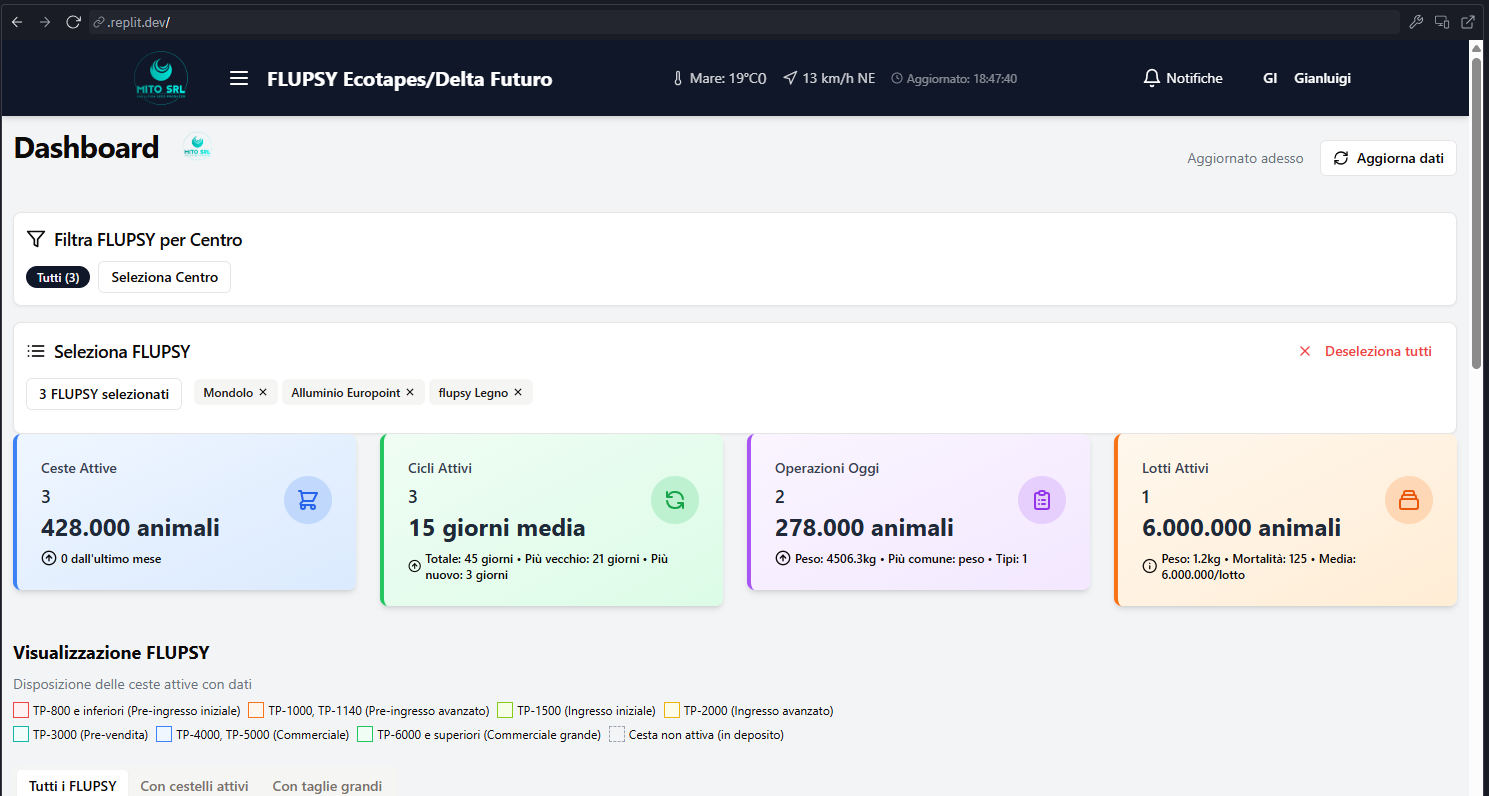 .replit.dev/
MITO SRL
FLUPSY Ecotapes/Delta Futuro
Mare: 19°C0
13 km/h NE
Aggiornato: 18:47:40
Notifiche
GI
Gianluigi
Dashboard
MITO SRL
Aggiornato adesso
Aggiorna dati
Filtra FLUPSY per Centro
Tutti (3)
Seleziona Centro
Seleziona FLUPSY
Deseleziona tutti
3 FLUPSY selezionati
Mondolo ✕
Alluminio Europoint ✕
flupsy Legno ✕
Ceste Attive
3
428.000 animali
0 dall'ultimo mese
Cicli Attivi
3
15 giorni media
Totale: 45 giorni • Più vecchio: 21 giorni • Più
nuovo: 3 giorni
Operazioni Oggi
2
278.000 animali
Peso: 4506.3kg • Più comune: peso • Tipi: 1
Lotti Attivi
1
6.000.000 animali
Peso: 1.2kg • Mortalità: 125 • Media:
6.000.000/lotto
Visualizzazione FLUPSY
Disposizione delle ceste attive con dati
TP-800 e inferiori (Pre-ingresso iniziale)
TP-1000, TP-1140 (Pre-ingresso avanzato)
TP-1500 (Ingresso iniziale)
TP-2000 (Ingresso avanzato)
TP-3000 (Pre-vendita)
TP-4000, TP-5000 (Commerciale)
TP-6000 e superiori (Commerciale grande)
Cesta non attiva (in deposito)
Tutti i FLUPSY
Con cestelli attivi
Con taglie grandi